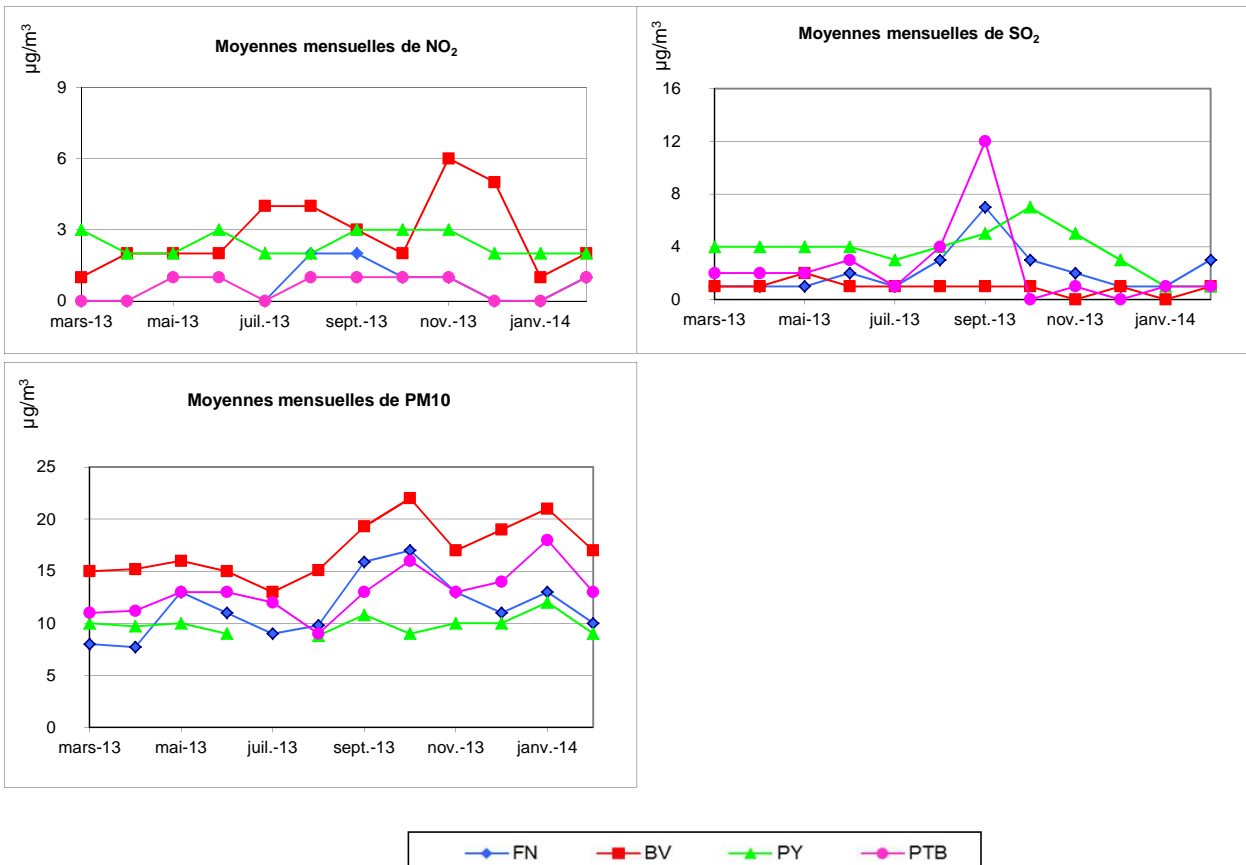 µg/m³
Moyennes mensuelles de NO₂
9
6
3
0
mars-13 mai-13 juil.-13 sept.-13 nov.-13 janv.-14
µg/m³
Moyennes mensuelles de SO₂
16
12
8
4
0
mars-13 mai-13 juil.-13 sept.-13 nov.-13 janv.-14
µg/m³
Moyennes mensuelles de PM10
25
20
15
10
5
0
mars-13 mai-13 juil.-13 sept.-13 nov.-13 janv.-14
FN BV PY PTB